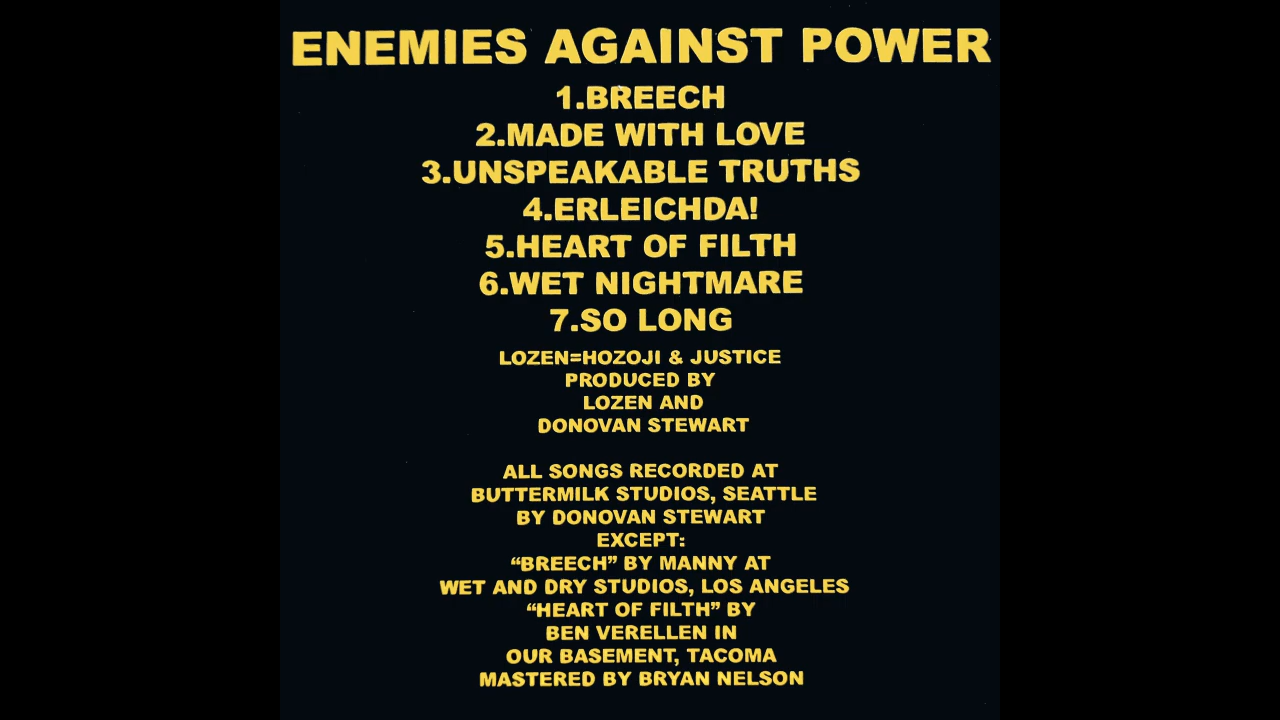 ENEMIES AGAINST POWER
1.BREECH
2.MADE WITH LOVE
3.UNSPEAKABLE TRUTHS
4.ERLEICHDA!
5.HEART OF FILTH
6.WET NIGHTMARE
7.SO LONG
LOZEN=HOZOJI & JUSTICE
PRODUCED BY
LOZEN AND
DONOVAN STEWART
ALL SONGS RECORDED AT
BUTTERMILK STUDIOS, SEATTLE
BY DONOVAN STEWART
EXCEPT:
“BREECH” BY MANNY AT
WET AND DRY STUDIOS, LOS ANGELES
“HEART OF FILTH” BY
BEN VERELLEN IN
OUR BASEMENT, TACOMA
MASTERED BY BRYAN NELSON